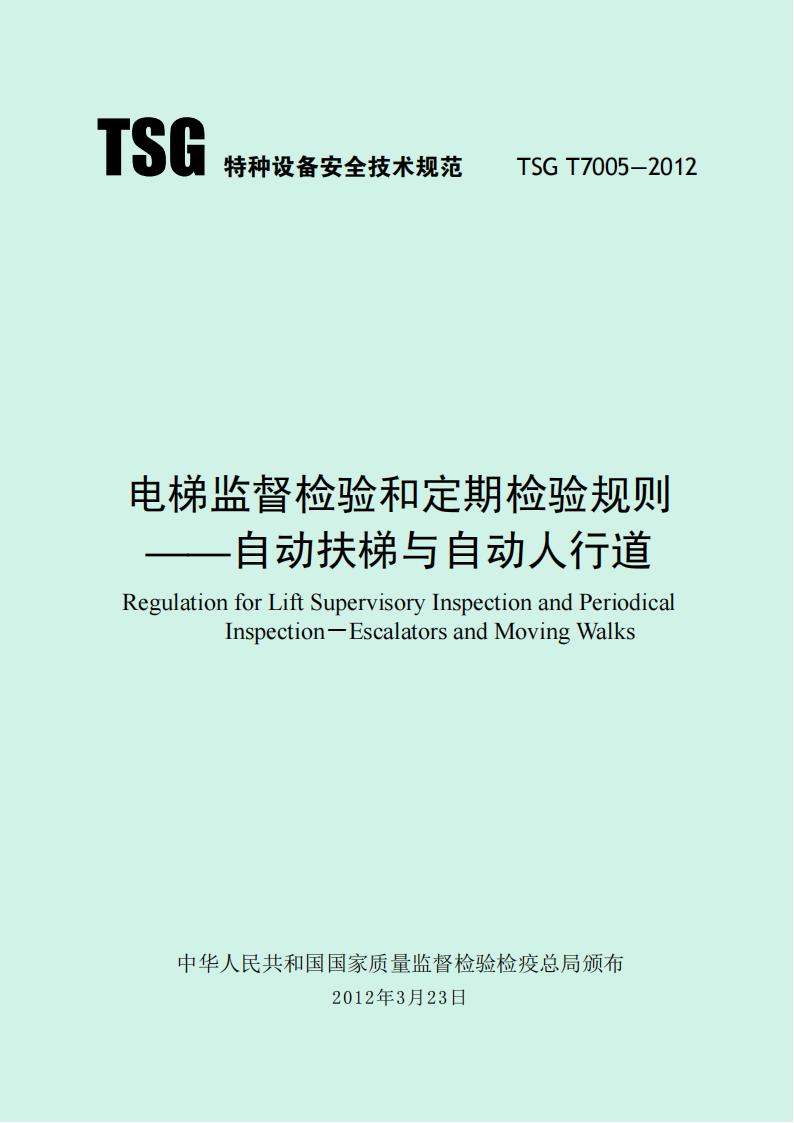 TSG 特种设备安全技术规范 TSG T7005—2012
电梯监督检验和定期检验规则
——自动扶梯与自动人行道
Regulation for Lift Supervisory Inspection and Periodical
Inspection—Escalators and Moving Walks
中华人民共和国国家质量监督检验检疫总局颁布
2012年3月23日